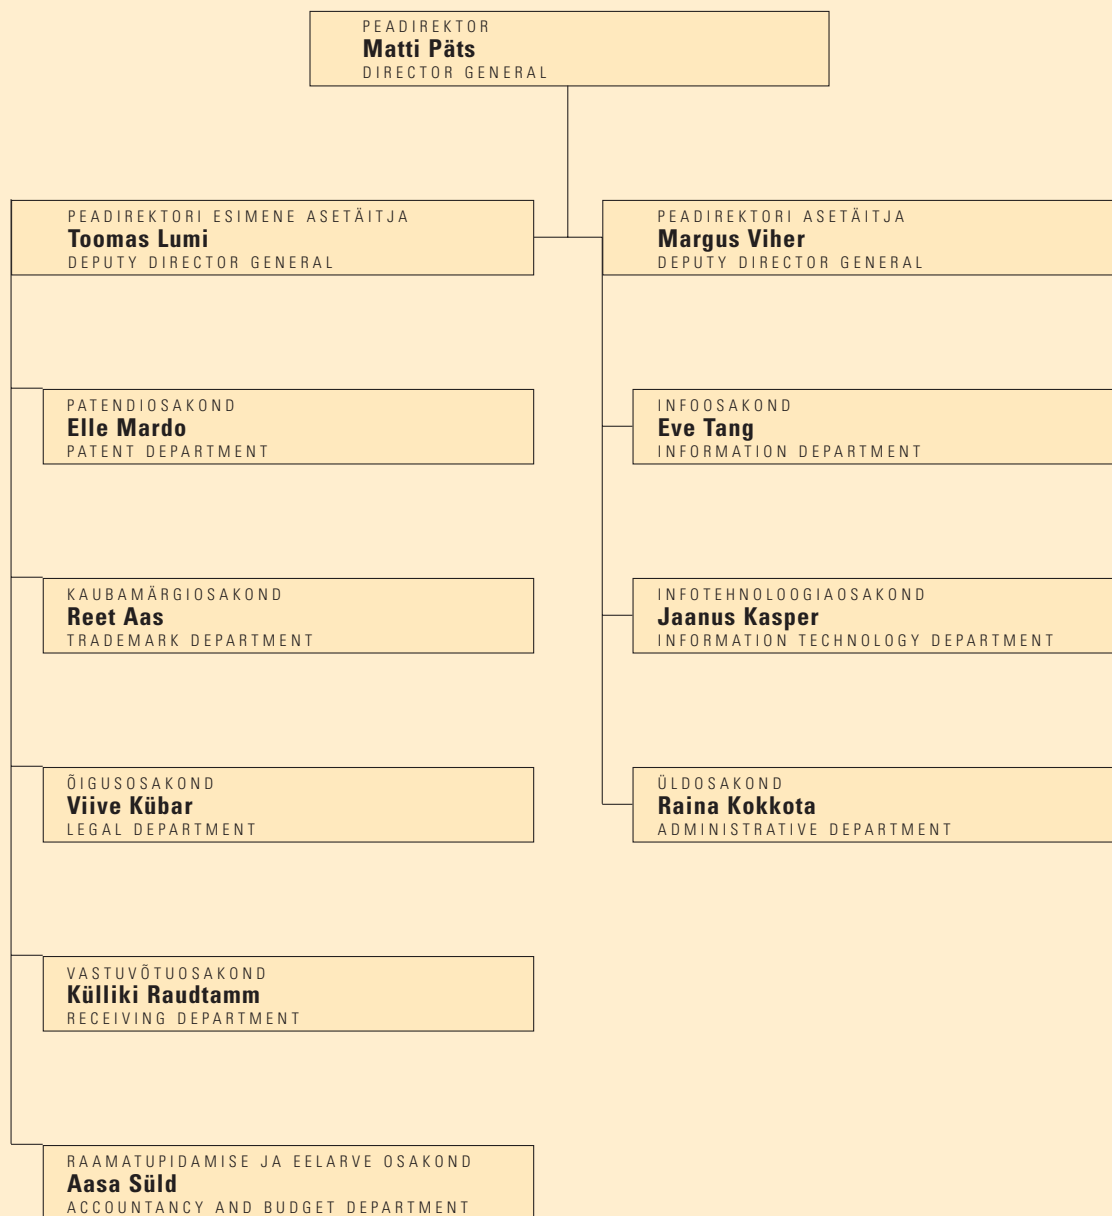 PEADIREKTOR
Matti Päts
DIRECTOR GENERAL
PEADIREKTORI ESIMENE ASETÄITJA
Toomas Lumi
DEPUTY DIRECTOR GENERAL
PEADIREKTORI ASETÄITJA
Margus Viher
DEPUTY DIRECTOR GENERAL
PATENDIOSAKOND
Elle Mardo
PATENT DEPARTMENT
INFOOSAKOND
Eve Tang
INFORMATION DEPARTMENT
KAUBAMÄRGIOSAKOND
Reet Aas
TRADEMARK DEPARTMENT
INFOTEHNOLOOGIAOSAKOND
Jaanus Kasper
INFORMATION TECHNOLOGY DEPARTMENT
ÕIGUSOSAKOND
Viive Kübar
LEGAL DEPARTMENT
ÜLDOSAKOND
Raina Kokkota
ADMINISTRATIVE DEPARTMENT
VASTUVÕTUOSAKOND
Külliki Raudtamm
RECEIVING DEPARTMENT
RAAMATUPIDAMISE JA EELARVE OSAKOND
Aasa Süld
ACCOUNTANCY AND BUDGET DEPARTMENT